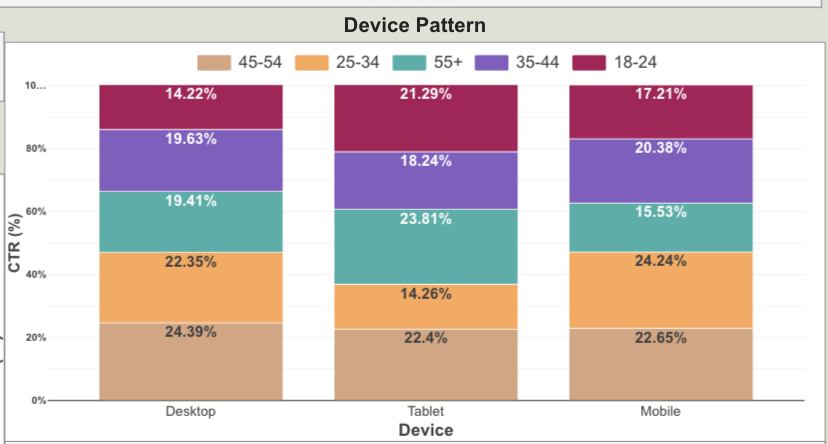 Device Pattern
45-54 25-34 55+ 35-44 18-24
10...
14.22% 21.29% 17.21%
19.63% 18.24% 20.38%
80%
19.41% 23.81% 15.53%
60%
22.35% 14.26% 24.24%
40%
24.39% 22.4% 22.65%
20%
0%
CTR (%)
Desktop Tablet Mobile
Device